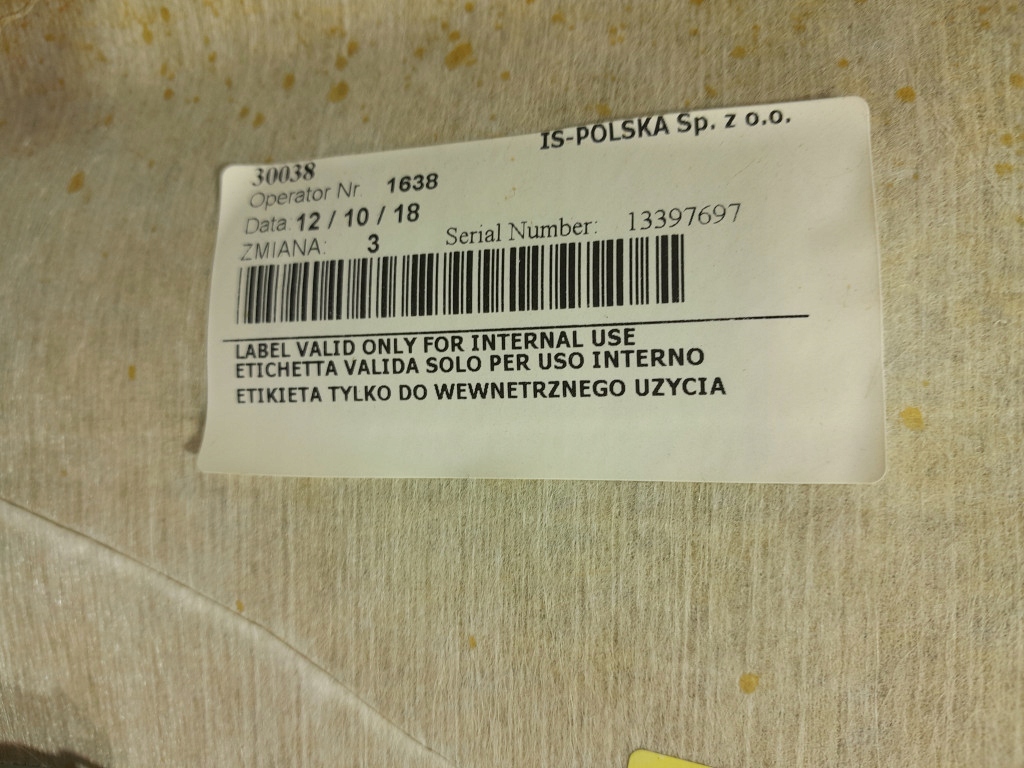 IS-POLSKA Sp. z o.o.
30038
Operator Nr. 1638
Data: 12 / 10 / 18
ZMIANA: 3 Serial Number: 13397697
LABEL VALID ONLY FOR INTERNAL USE
ETICHETTA VALIDA SOLO PER USO INTERNO
ETIKIETA TYLKO DO WEWNETRZNEGO UZYCIA